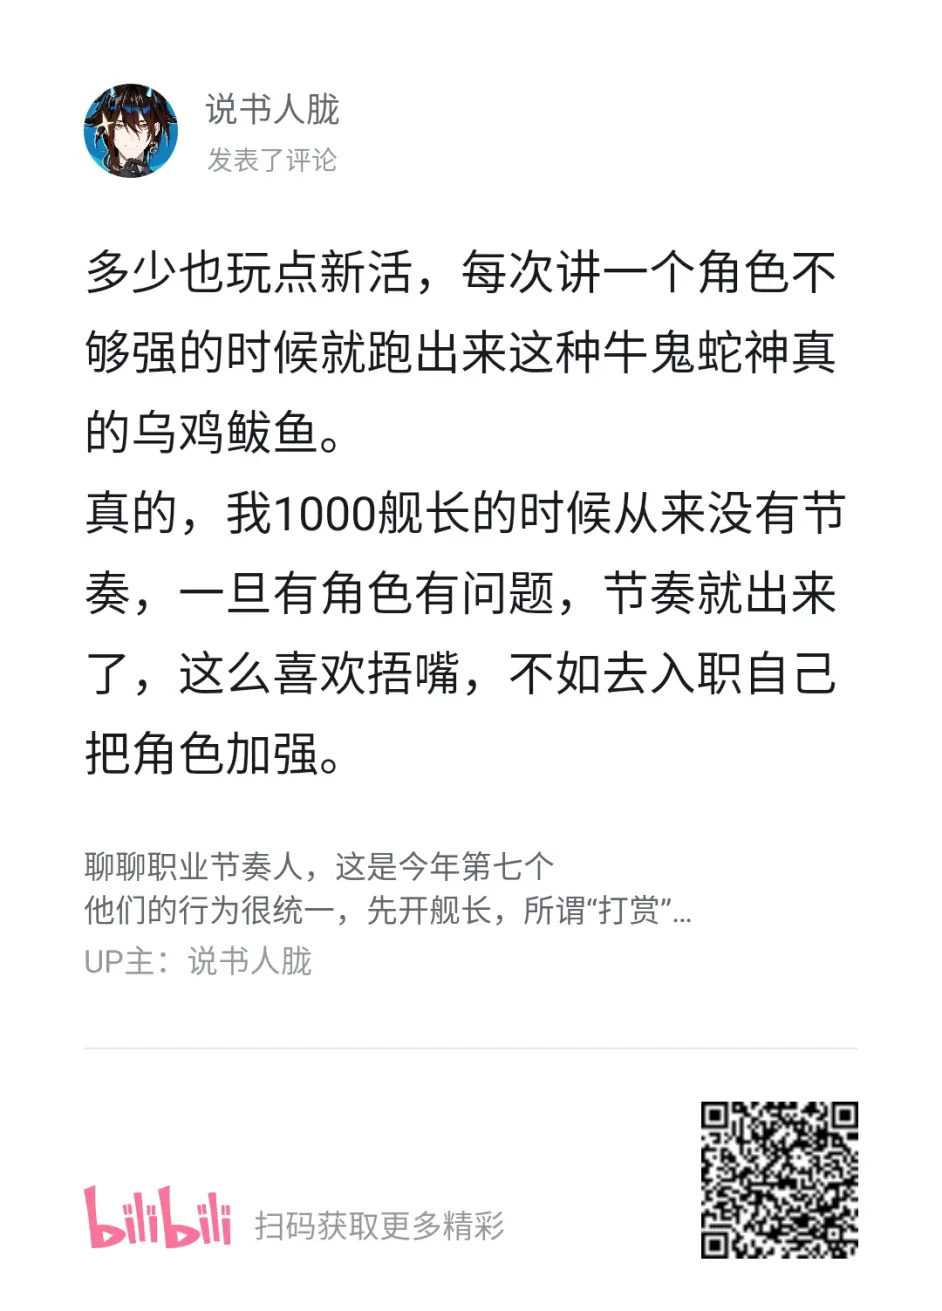 说书人胧
发表了评论
多少也玩点新活，每次讲一个角色不
够强的时候就跑出来这种牛鬼蛇神真
的乌鸡鲅鱼。
真的，我1000舰长的时候从来没有节
奏，一旦有角色有问题，节奏就出来
了，这么喜欢捂嘴，不如去入职自己
把角色加强。
聊聊职业节奏人，这是今年第七个
他们的行为很统一，先开舰长，所谓“打赏”...
UP主：说书人胧
bilibili 扫码获取更多精彩